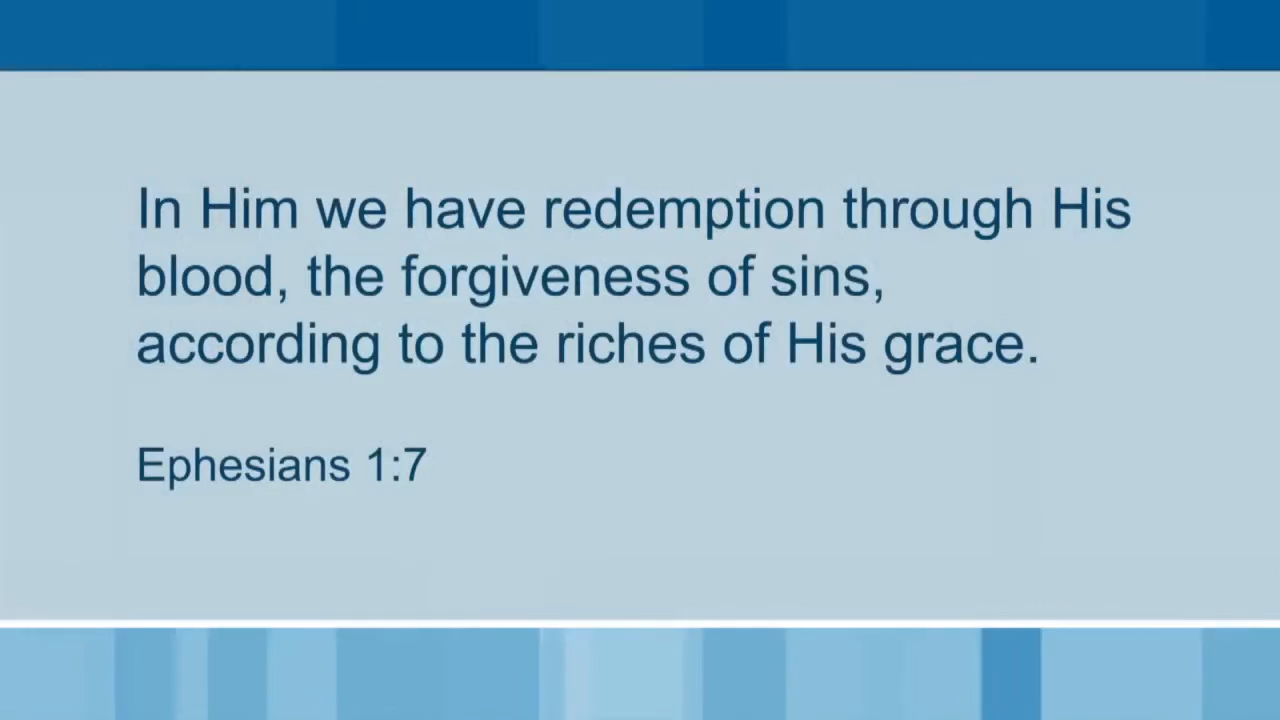 In Him we have redemption through His
blood, the forgiveness of sins,
according to the riches of His grace.
Ephesians 1:7